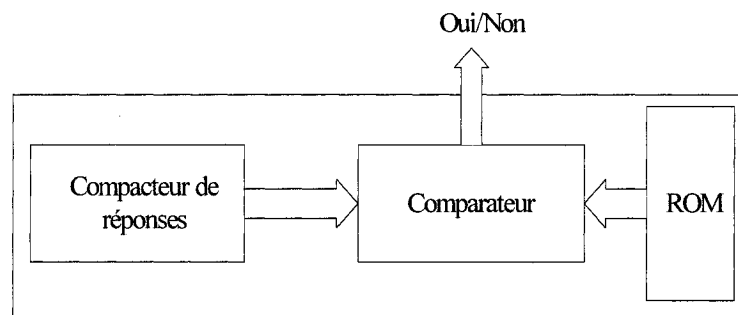 Oui/Non
Compacteur de
réponses
Comparateur
ROM